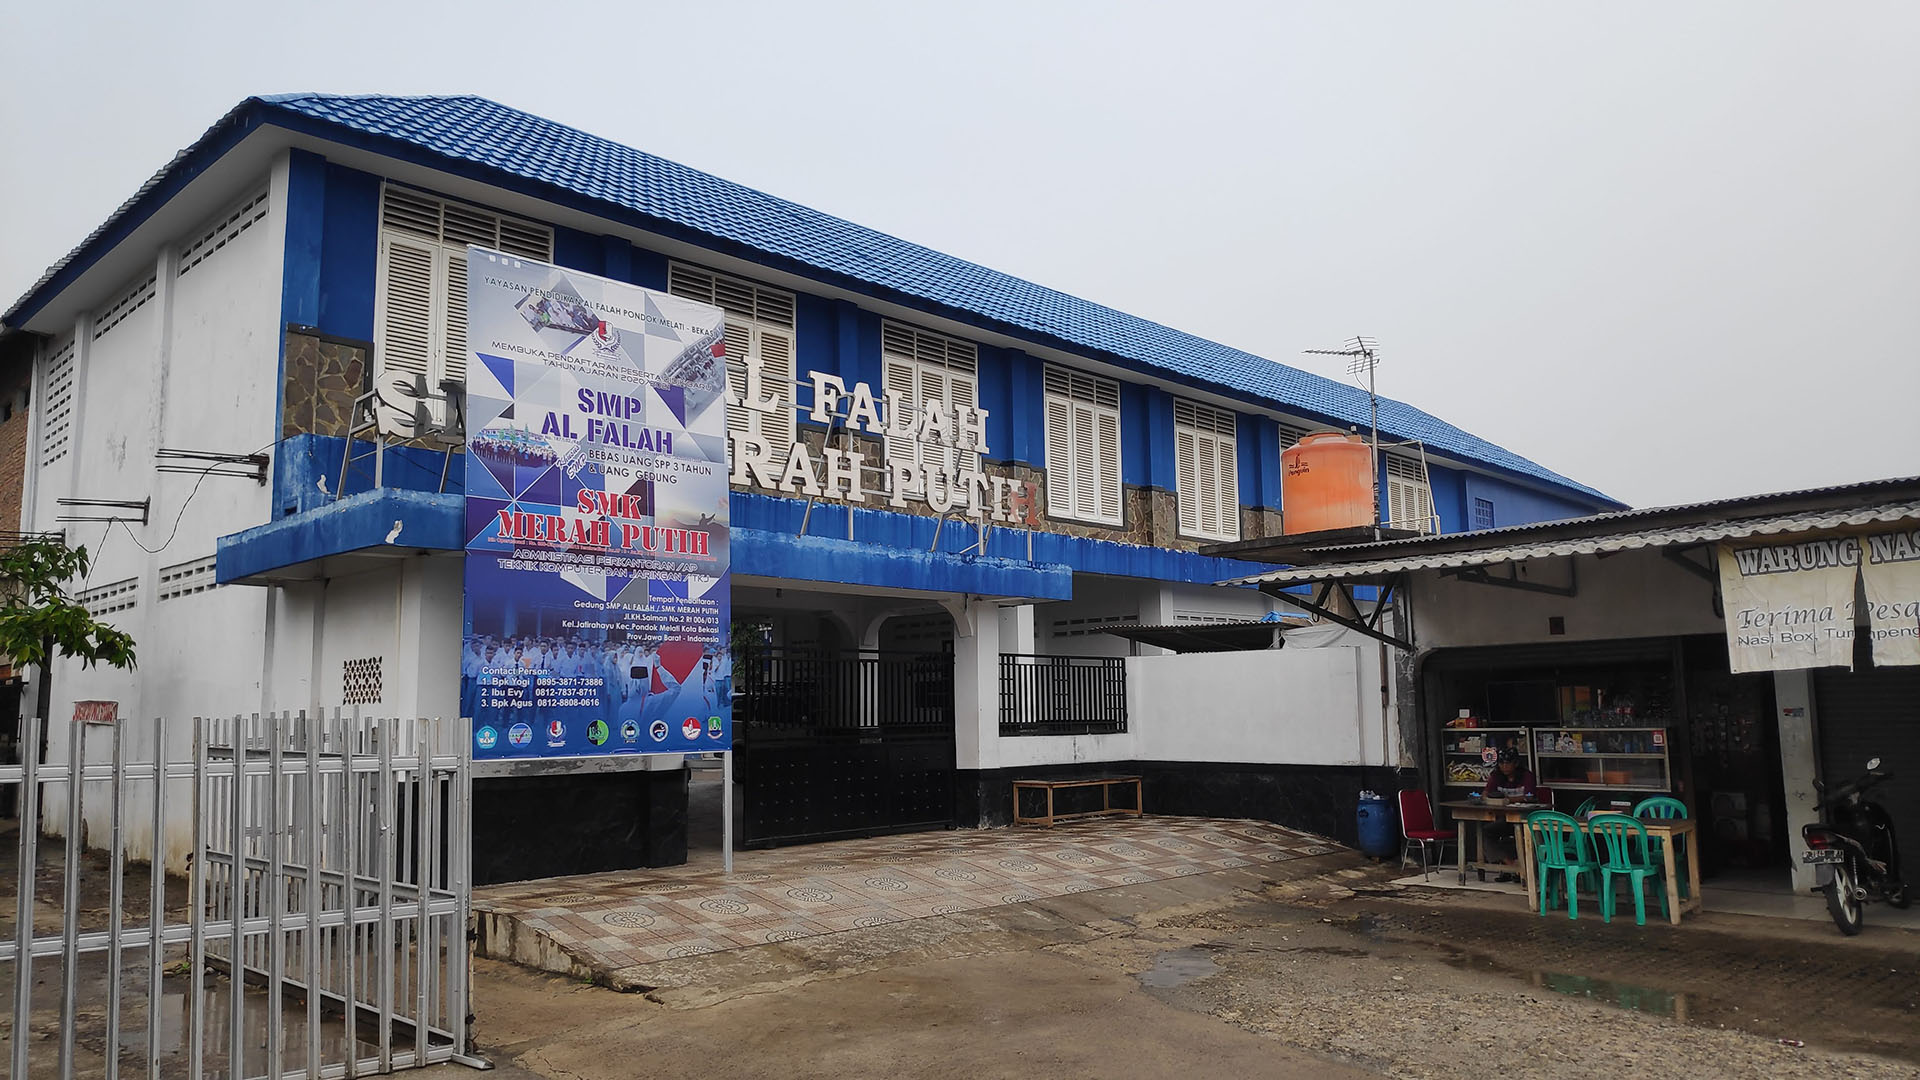 YAYASAN PENDIDIKAN AL FALAH PONDOK MELATI - BEKASI
MEMBUKA PENDAFTARAN PESERTA
TAHUN AJARAN 2020
SMP
AL FALAH
BEBAS UANG SPP 3 TAHUN
& UANG GEDUNG
SMK
MERAH PUTIH
ADMINISTRASI PERKANTORAN / AP
TEKNIK KOMPUTER DAN JARINGAN / TKJ
Tempat Pendaftaran :
Gedung SMP AL FALAH / SMK MERAH PUTIH
Jl.KH.Saiman No.2 Rt 006/013
Kel.Jatirahayu Kec.Pondok Melati Kota Bekasi
Prov.Jawa Barat - Indonesia
Contact Person:
1. Bpk Yogi 0895-3871-73886
2. Ibu Evy 0812-7837-8711
3. Bpk Agus 0812-8808-0616
AL FALAH
RAH PUTIH
Penguin
WARUNG NAS
Terima Pesa
Nasi Box, Tumpeng